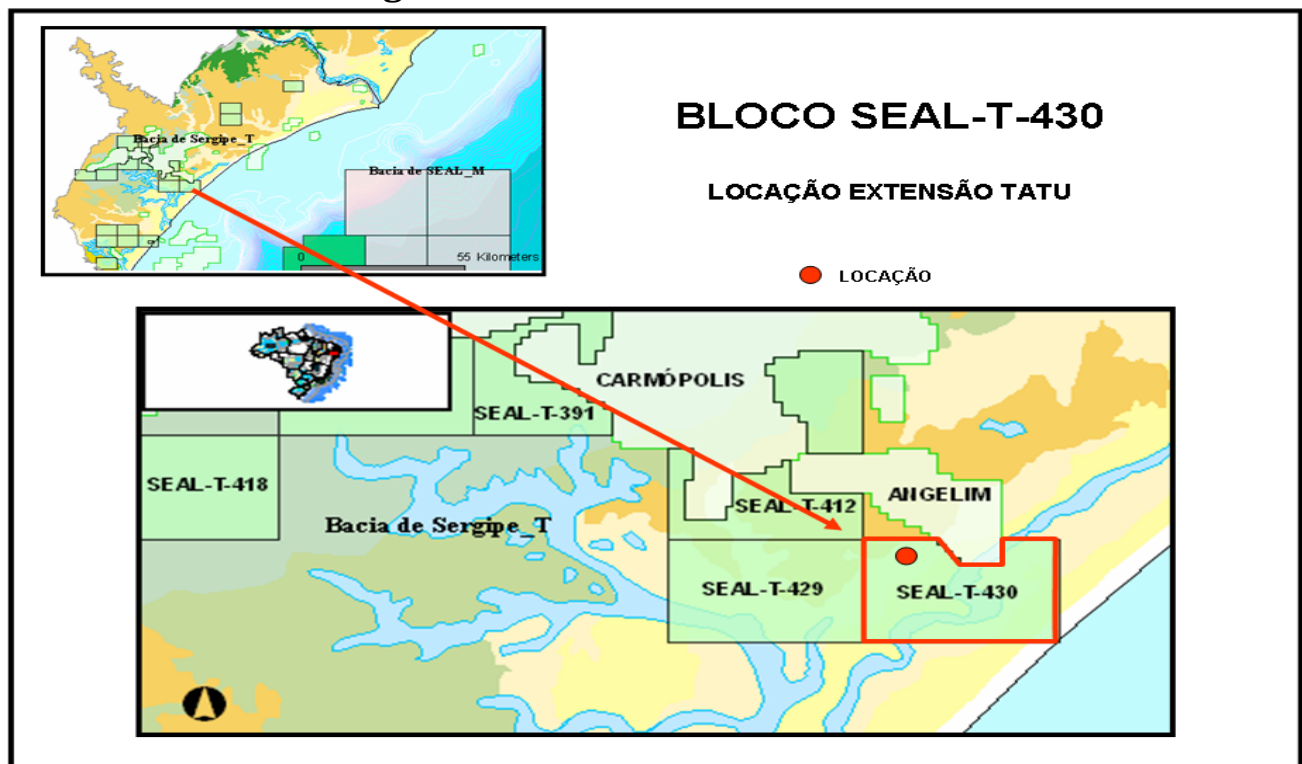 Bacia de Sergipe_T
Bacia de SEAL_M
0 55 Kilometers
BLOCO SEAL-T-430
LOCAÇÃO EXTENSÃO TATU
LOCAÇÃO
CARMÓPOLIS
SEAL-T-391
SEAL-T-418
ANGELIM
SEAL-T-412
Bacia de Sergipe_T
SEAL-T-429
SEAL-T-430